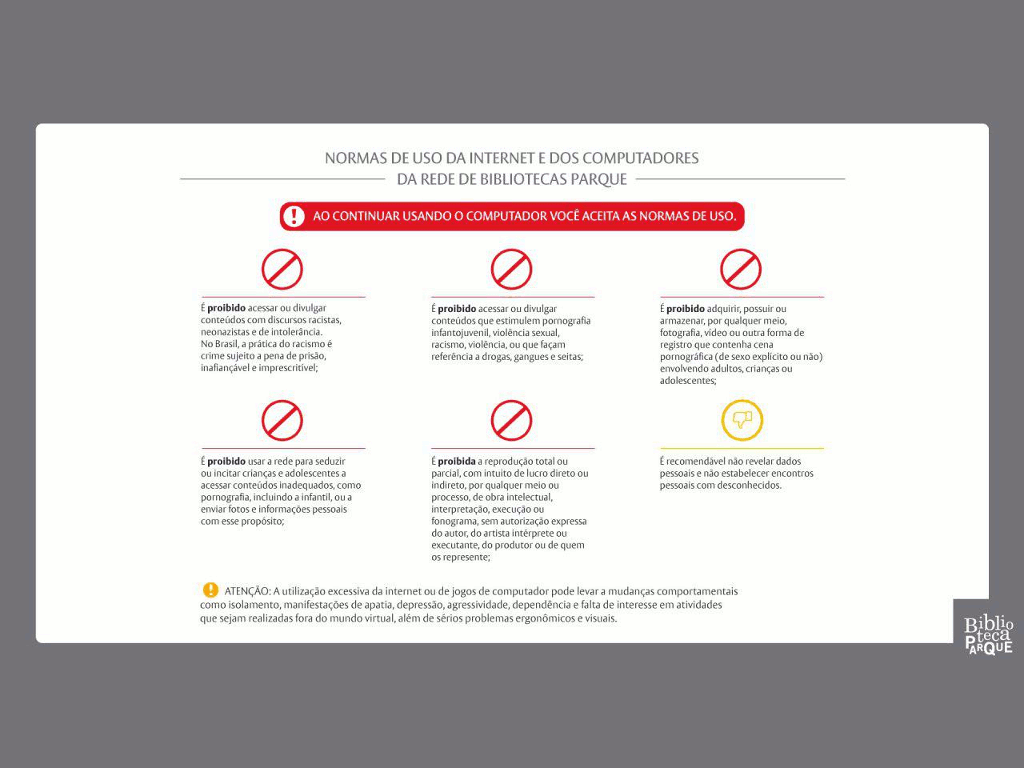 NORMAS DE USO DA INTERNET E DOS COMPUTADORES
DA REDE DE BIBLIOTECAS PARQUE
AO CONTINUAR USANDO O COMPUTADOR VOCÊ ACEITA AS NORMAS DE USO.
É proibido acessar ou divulgar
conteúdos com discursos racistas,
neonazistas e de intolerância.
No Brasil, a prática do racismo é
crime sujeito a pena de prisão,
inafiançável e imprescritível;
É proibido acessar ou divulgar
conteúdos que estimulem pornografia
infantojuvenil, violência sexual,
racismo, violência, ou que façam
referência a drogas, gangues e seitas;
É proibido adquirir, possuir ou
armazenar, por qualquer meio,
fotografia, vídeo ou outra forma de
registro que contenha cena
pornográfica (de sexo explícito ou não)
envolvendo adultos, crianças ou
adolescentes;
É proibido usar a rede para seduzir
ou incitar crianças e adolescentes a
acessar conteúdos inadequados, como
pornografia, incluindo a infantil, ou a
enviar fotos e informações pessoais
com esse propósito;
É proibida a reprodução total ou
parcial, com intuito de lucro direto ou
indireto, por qualquer meio ou
processo, de obra intelectual,
interpretação, execução ou
fonograma, sem autorização expressa
do autor, do artista intérprete ou
executante, do produtor ou de quem
os represente;
É recomendável não revelar dados
pessoais e não estabelecer encontros
pessoais com desconhecidos.
ATENÇÃO: A utilização excessiva da internet ou de jogos de computador pode levar a mudanças comportamentais
como isolamento, manifestações de apatia, depressão, agressividade, dependência e falta de interesse em atividades
que sejam realizadas fora do mundo virtual, além de sérios problemas ergonômicos e visuais.
Biblio
teca
PARQUE